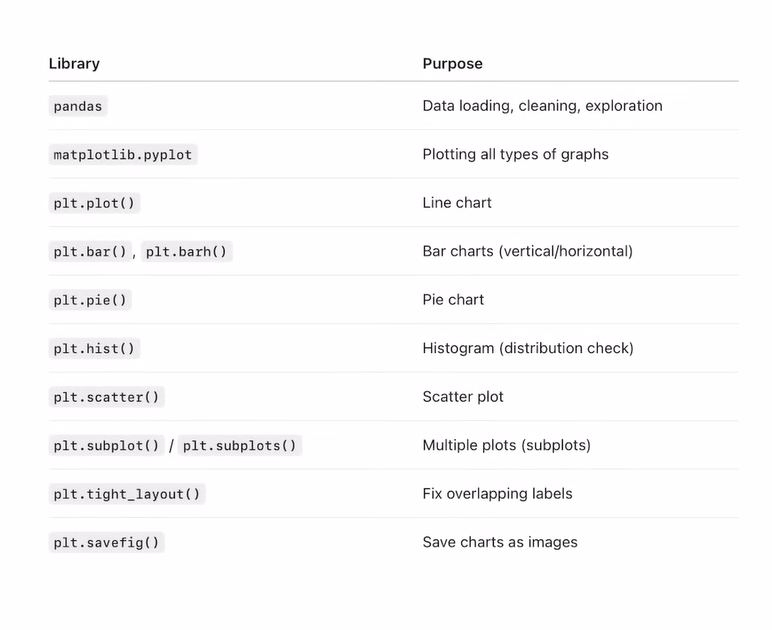 Library Purpose
pandas Data loading, cleaning, exploration
matplotlib.pyplot Plotting all types of graphs
plt.plot() Line chart
plt.bar(), plt.barh() Bar charts (vertical/horizontal)
plt.pie() Pie chart
plt.hist() Histogram (distribution check)
plt.scatter() Scatter plot
plt.subplot() / plt.subplots() Multiple plots (subplots)
plt.tight_layout() Fix overlapping labels
plt.savefig() Save charts as images